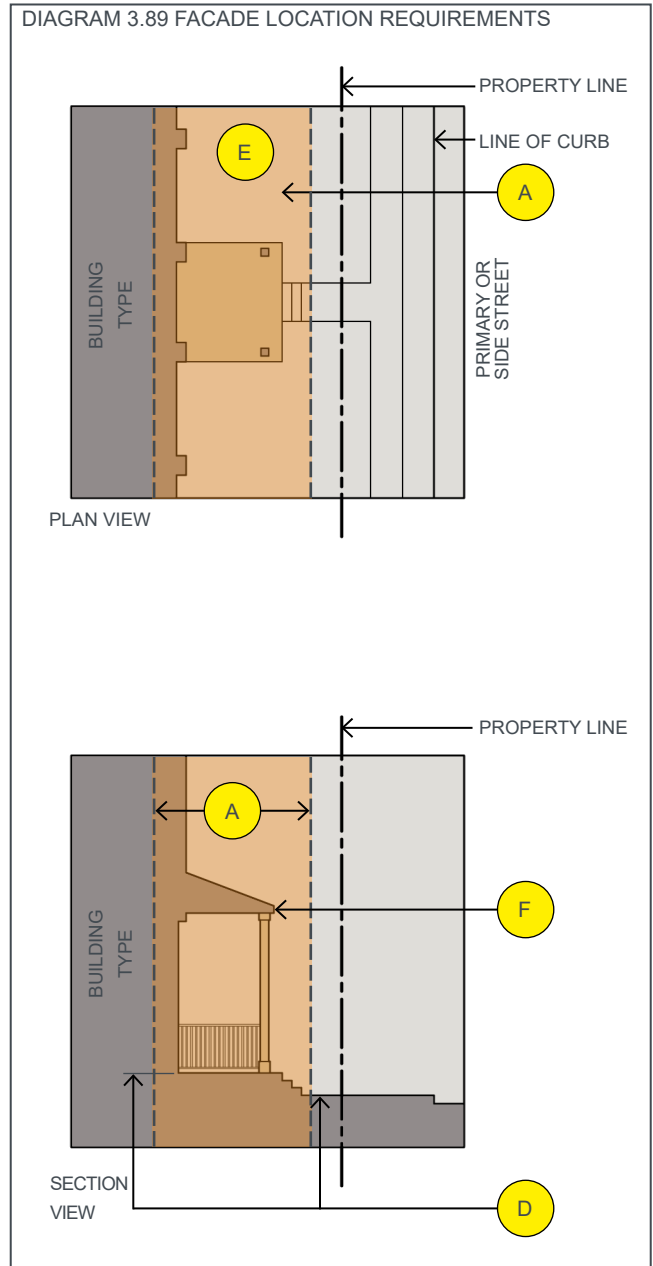 DIAGRAM 3.89 FACADE LOCATION REQUIREMENTS
PROPERTY LINE
LINE OF CURB
E
A
BUILDING
TYPE
PRIMARY OR
SIDE STREET
PLAN VIEW
PROPERTY LINE
A
F
BUILDING
TYPE
SECTION
VIEW
D